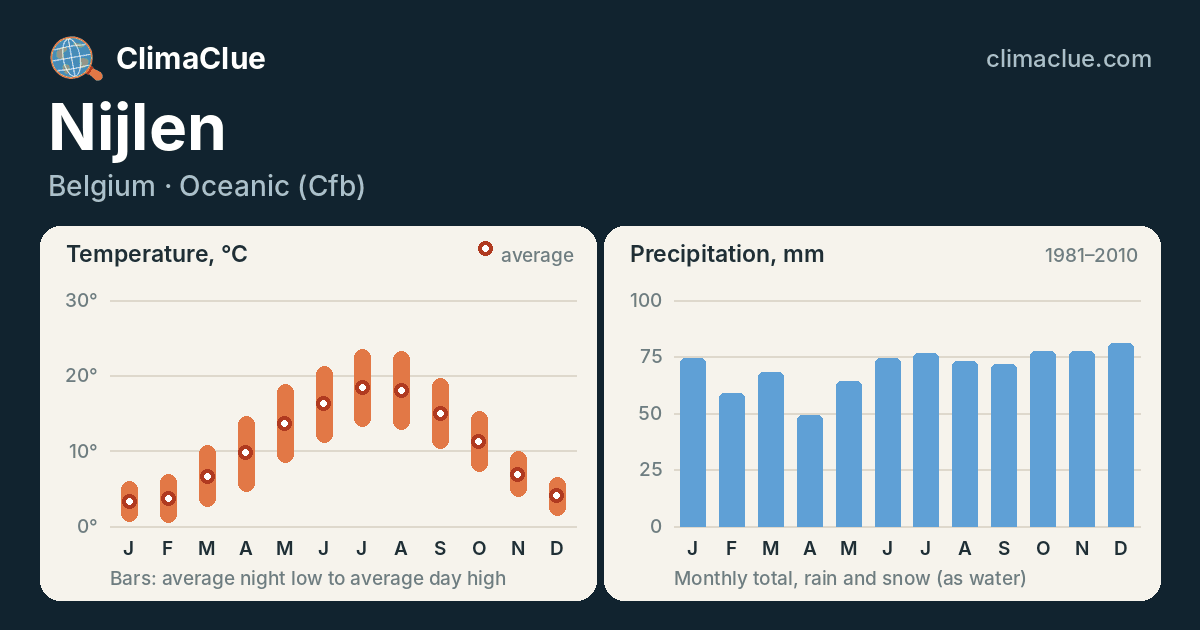 ClimaClue
climaclue.com
Nijlen
Belgium · Oceanic (Cfb)
Temperature, °C
average
30°
20°
10°
0°
J F M A M J J A S O N D
Bars: average night low to average day high
Precipitation, mm
1981–2010
100
75
50
25
0
J F M A M J J A S O N D
Monthly total, rain and snow (as water)